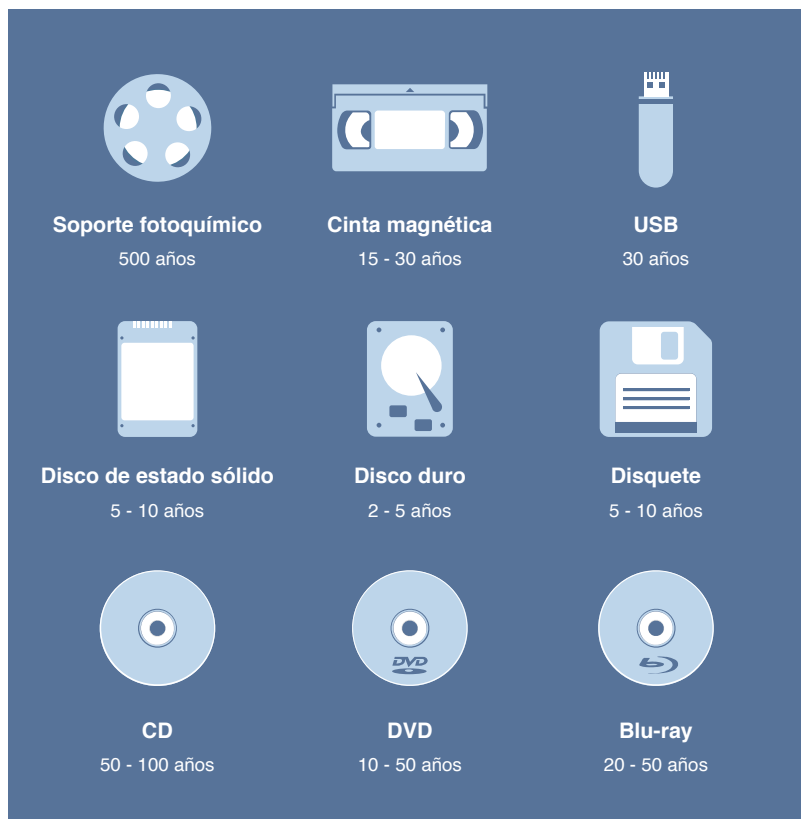 Soporte fotoquímico
500 años
Cinta magnética
15 - 30 años
USB
30 años
Disco de estado sólido
5 - 10 años
Disco duro
2 - 5 años
Disquete
5 - 10 años
DVD
CD
50 - 100 años
DVD
10 - 50 años
Blu-ray
20 - 50 años